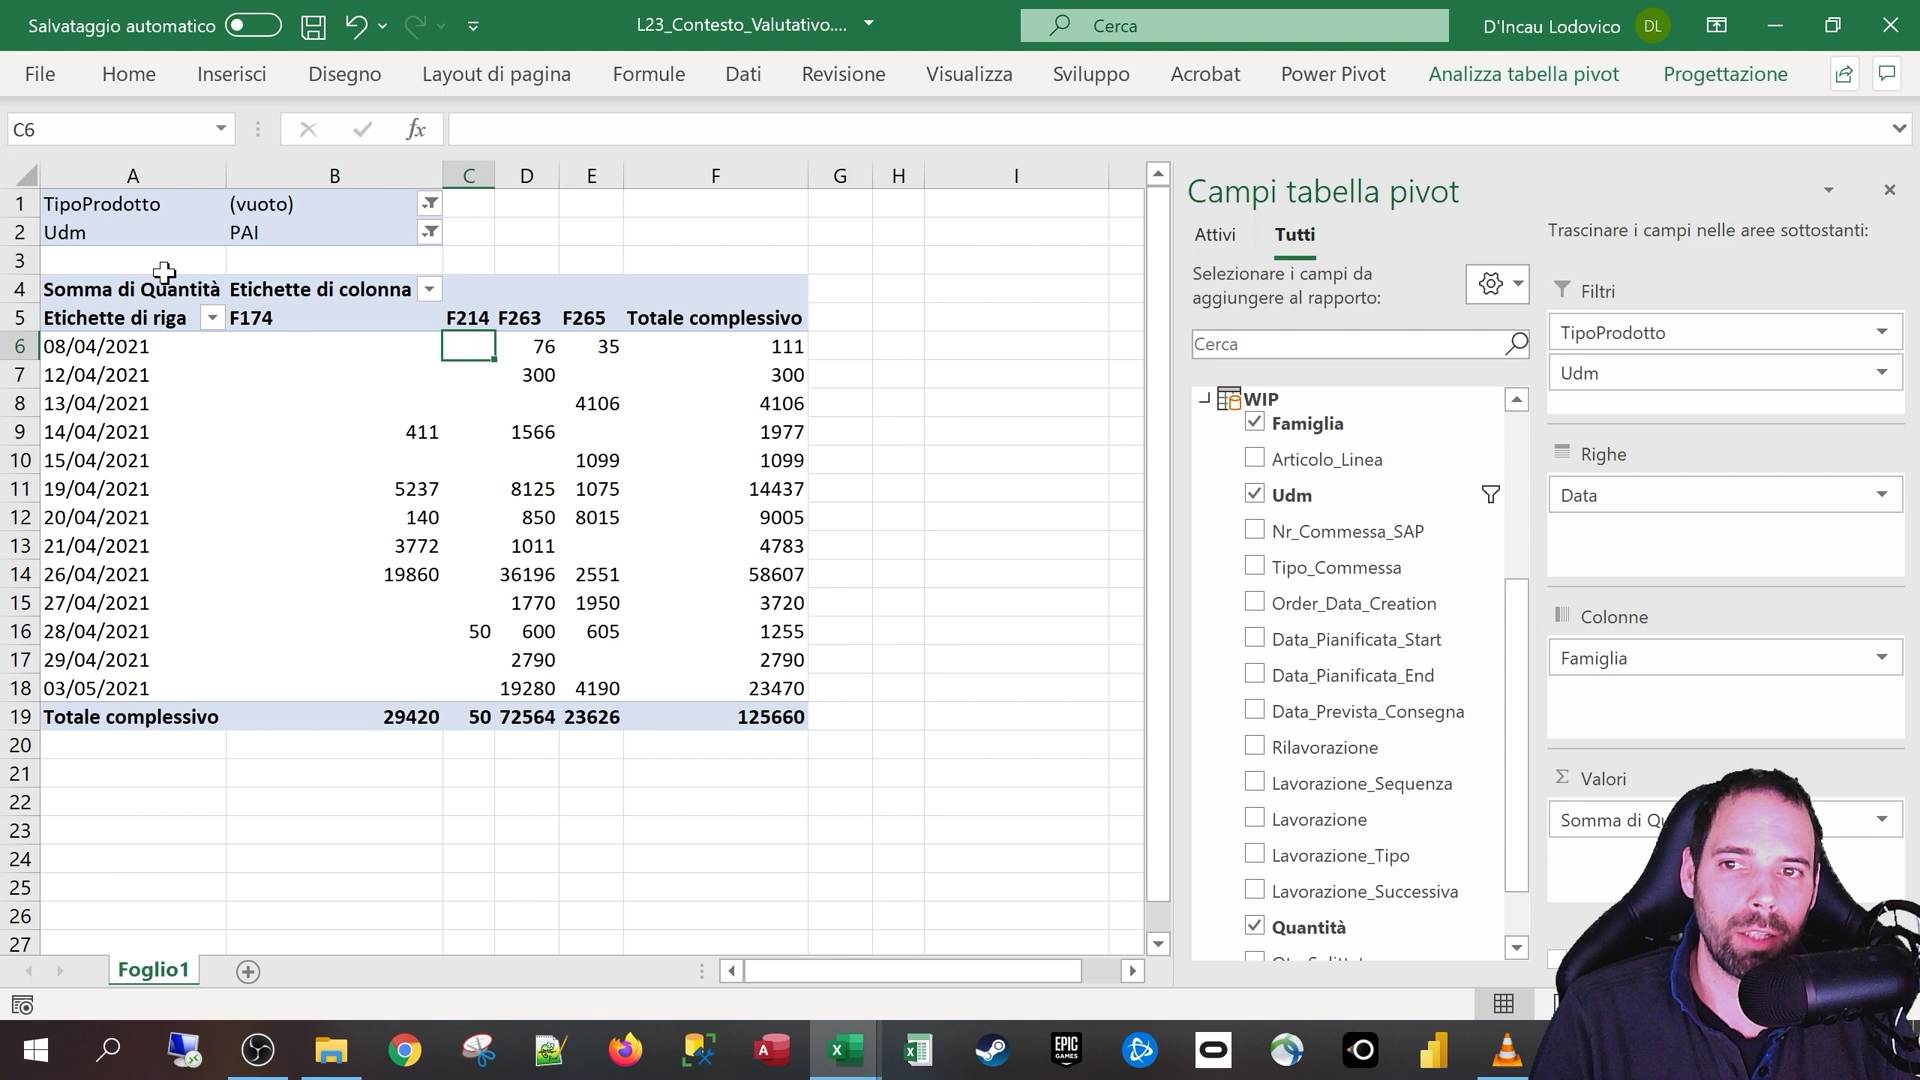 Salvataggio automatico
L23_Contesto_Valutativo....
Cerca
D'Incau Lodovico
DL
File Home Inserisci Disegno Layout di pagina Formule Dati Revisione Visualizza Sviluppo Acrobat Power Pivot Analizza tabella pivot Progettazione
C6
fx
A B C D E F G H I
1 TipoProdotto (vuoto)
2 Udm PAI
3
4 Somma di Quantità Etichette di colonna
5 Etichette di riga F174 F214 F263 F265 Totale complessivo
6 08/04/2021 76 35 111
7 12/04/2021 300 300
8 13/04/2021 4106 4106
9 14/04/2021 411 1566 1977
10 15/04/2021 1099 1099
11 19/04/2021 5237 8125 1075 14437
12 20/04/2021 140 850 8015 9005
13 21/04/2021 3772 1011 4783
14 26/04/2021 19860 36196 2551 58607
15 27/04/2021 1770 1950 3720
16 28/04/2021 50 600 605 1255
17 29/04/2021 2790 2790
18 03/05/2021 19280 4190 23470
19 Totale complessivo 29420 50 72564 23626 125660
20
21
22
23
24
25
26
27
Foglio1
Campi tabella pivot
Attivi Tutti
Selezionare i campi da
aggiungere al rapporto:
Cerca
WIP
Famiglia
Articolo_Linea
Udm
Nr_Commessa_SAP
Tipo_Commessa
Order_Data_Creation
Data_Pianificata_Start
Data_Pianificata_End
Data_Prevista_Consegna
Rilavorazione
Lavorazione_Sequenza
Lavorazione
Lavorazione_Tipo
Lavorazione_Successiva
Quantità
Trascinare i campi nelle aree sottostanti:
Filtri
TipoProdotto
Udm
Righe
Data
Colonne
Famiglia
Σ Valori
Somma di Qu
EPIC
GAMES